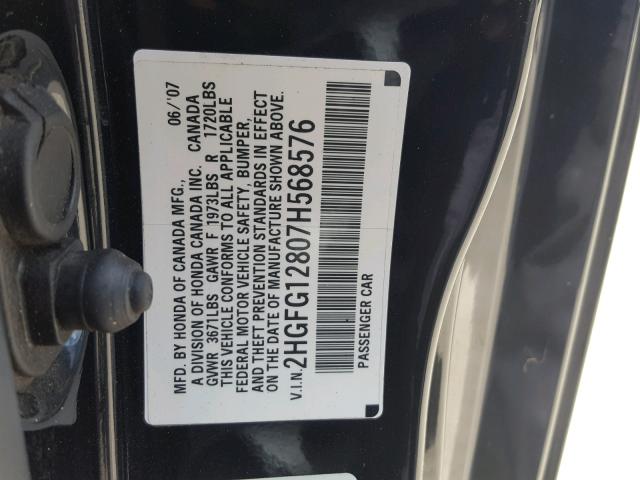 MFD. BY HONDA OF CANADA MFG., 06/'07
A DIVISION OF HONDA CANADA INC. CANADA
GVWR 3671LBS GAWR F 1973LBS R 1720LBS
THIS VEHICLE CONFORMS TO ALL APPLICABLE
FEDERAL MOTOR VEHICLE SAFETY, BUMPER,
AND THEFT PREVENTION STANDARDS IN EFFECT
ON THE DATE OF MANUFACTURE SHOWN ABOVE.
V.I.N. 2HGFG12807H568576
PASSENGER CAR